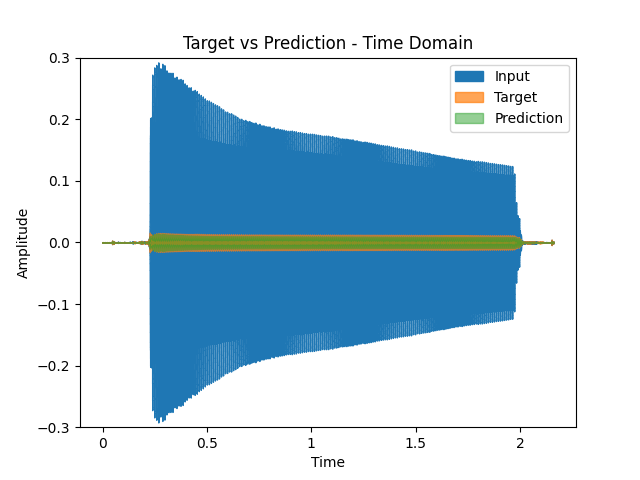 Target vs Prediction - Time Domain
Input
Target
Prediction
0.3
0.2
0.1
0.0
−0.1
−0.2
−0.3
Amplitude
0
0.5
1
1.5
2
Time